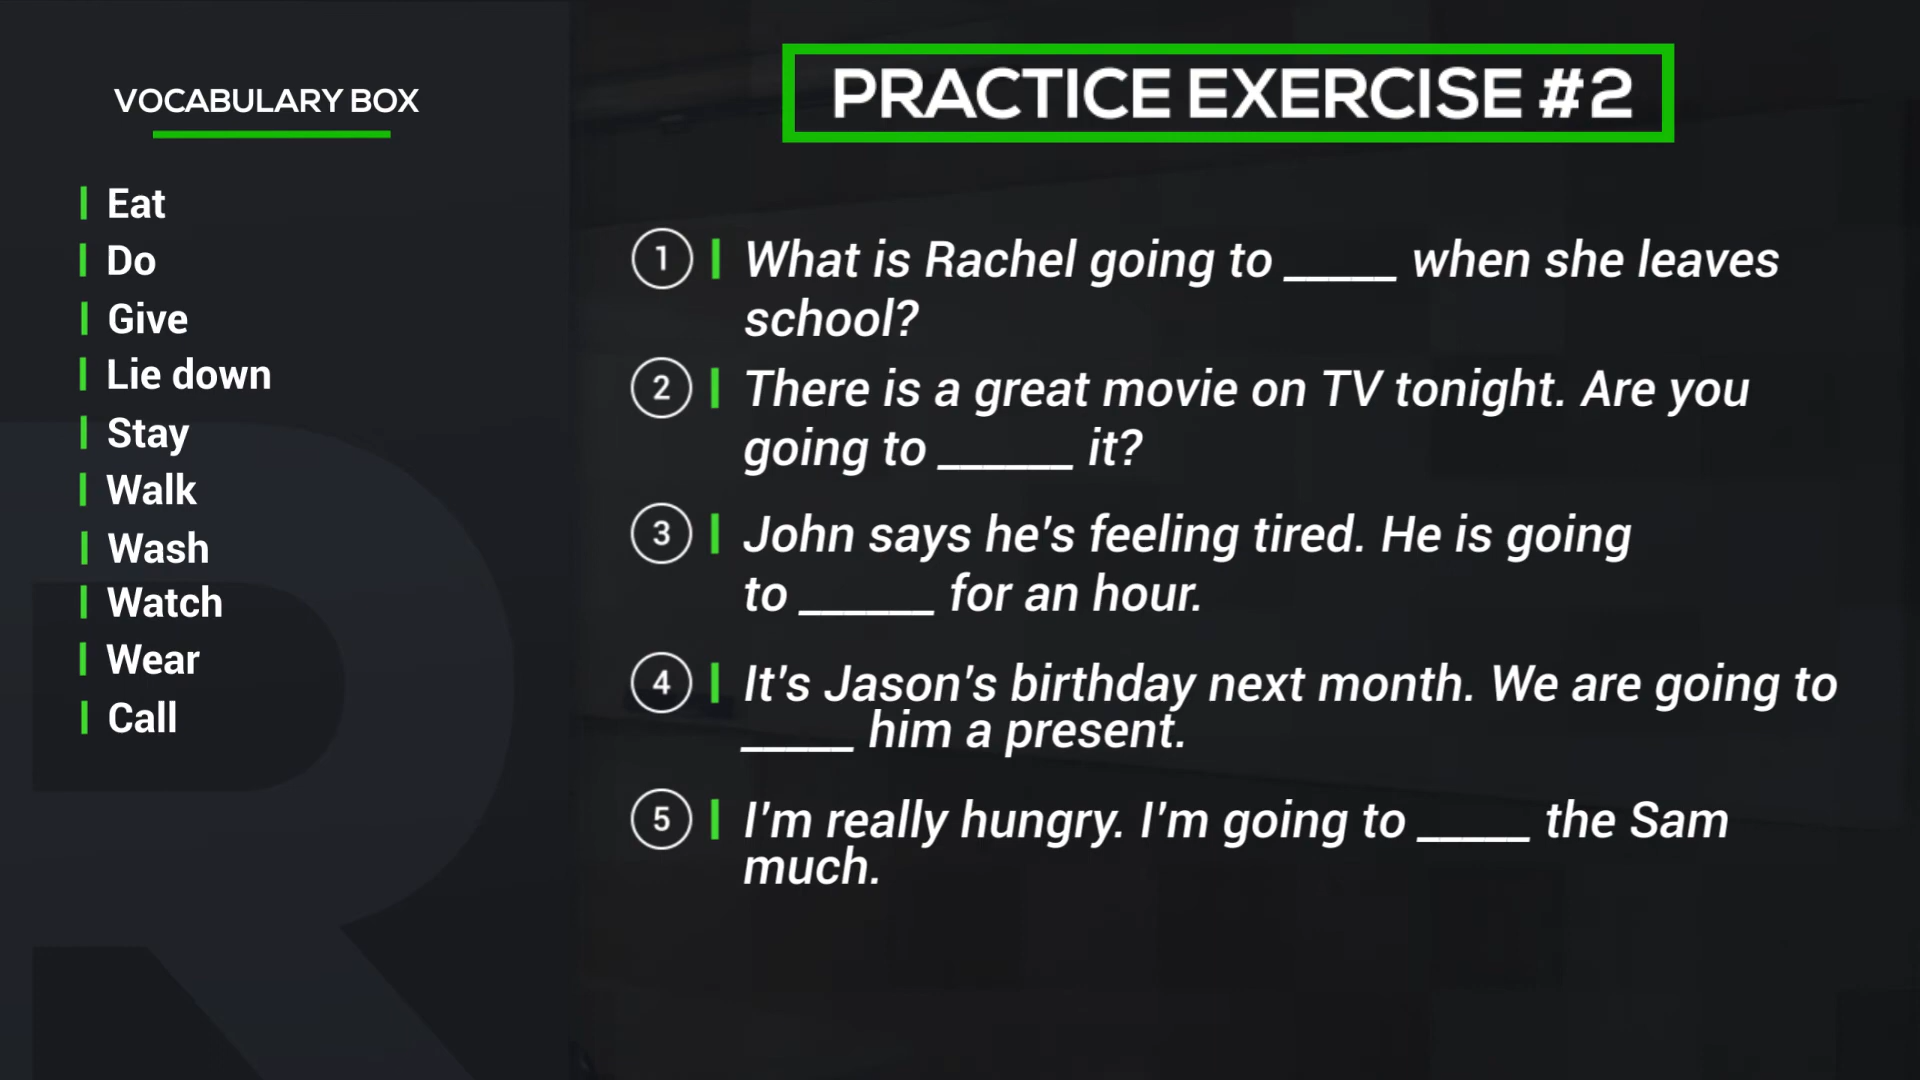 VOCABULARY BOX
Eat
Do
Give
Lie down
Stay
Walk
Wash
Watch
Wear
Call
PRACTICE EXERCISE #2
1 What is Rachel going to _____ when she leaves
school?
2 There is a great movie on TV tonight. Are you
going to ______ it?
3 John says he's feeling tired. He is going
to ______ for an hour.
4 It's Jason's birthday next month. We are going to
_____ him a present.
5 I'm really hungry. I'm going to _____ the Sam
much.